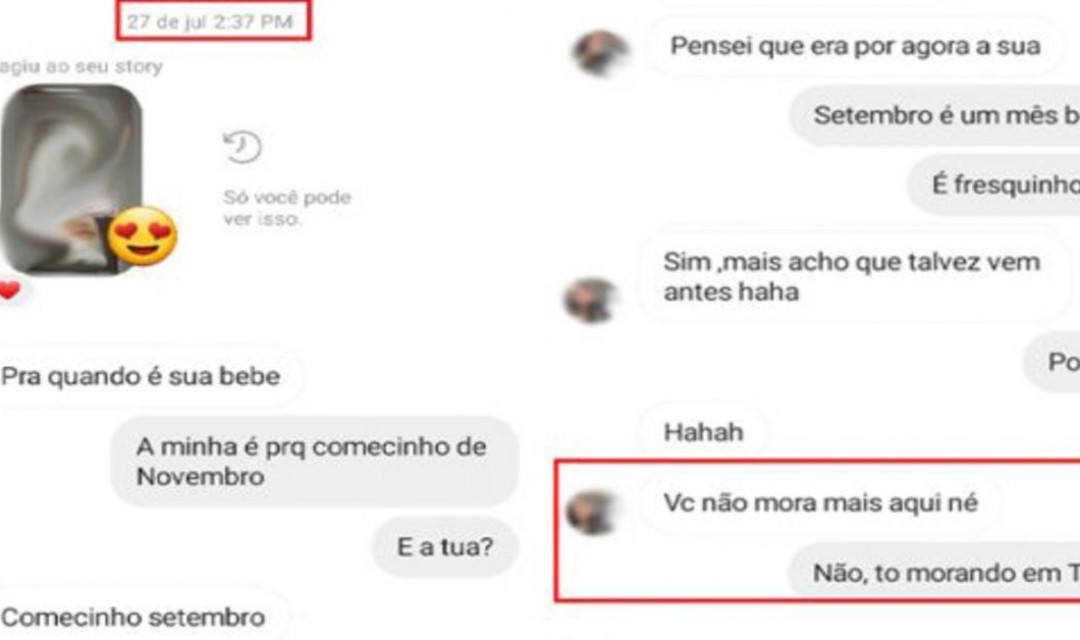 27 de jul 2:37 PM
agiu ao seu story
Só você pode
ver isso.
Pra quando é sua bebe
A minha é prq comecinho de
Novembro
E a tua?
Comecinho setembro
Pensei que era por agora a sua
Setembro é um mês b
É fresquinho
Sim ,mais acho que talvez vem
antes haha
Po
Hahah
Vc não mora mais aqui né
Não, to morando em T